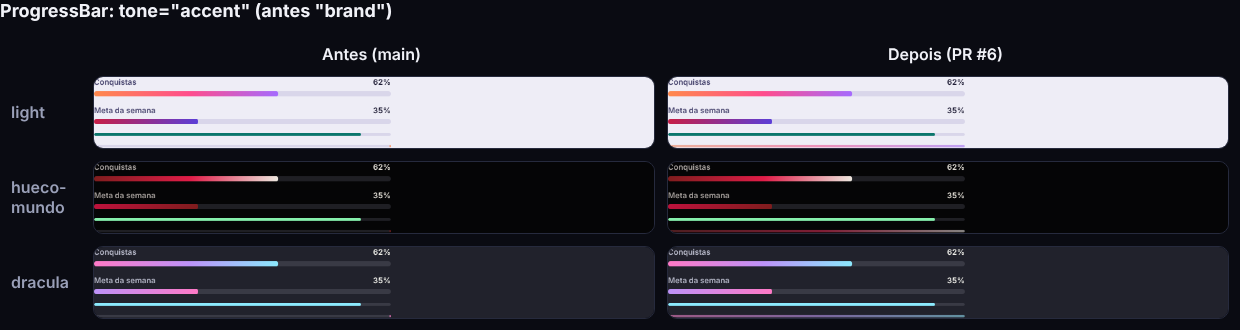 ProgressBar: tone="accent" (antes "brand")
Antes (main)
Depois (PR #6)
light
Conquistas 62%
Meta da semana 35%
Conquistas 62%
Meta da semana 35%
hueco-
mundo
Conquistas 62%
Meta da semana 35%
Conquistas 62%
Meta da semana 35%
dracula
Conquistas 62%
Meta da semana 35%
Conquistas 62%
Meta da semana 35%